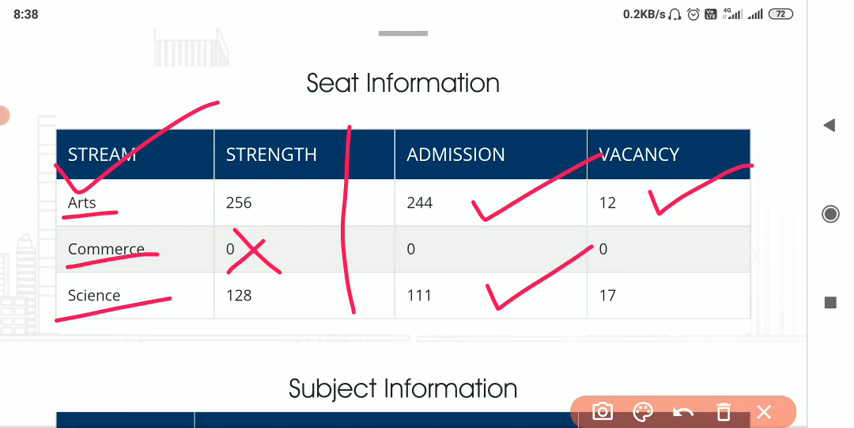 8:38 0.2KB/s 4G 72
Seat Information
STREAM STRENGTH ADMISSION VACANCY
Arts 256 244 12
Commerce 0 0 0
Science 128 111 17
Subject Information